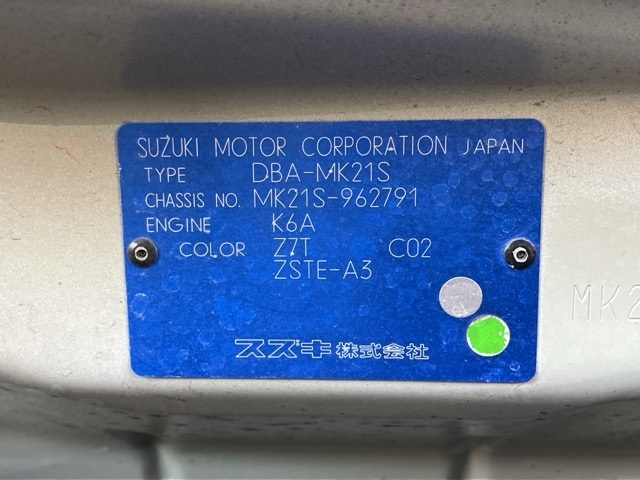 SUZUKI MOTOR CORPORATION JAPAN
TYPE DBA-MK21S
CHASSIS NO. MK21S-962791
ENGINE K6A
COLOR Z7T C02
ZSTE-A3
スズキ株式会社
MK2